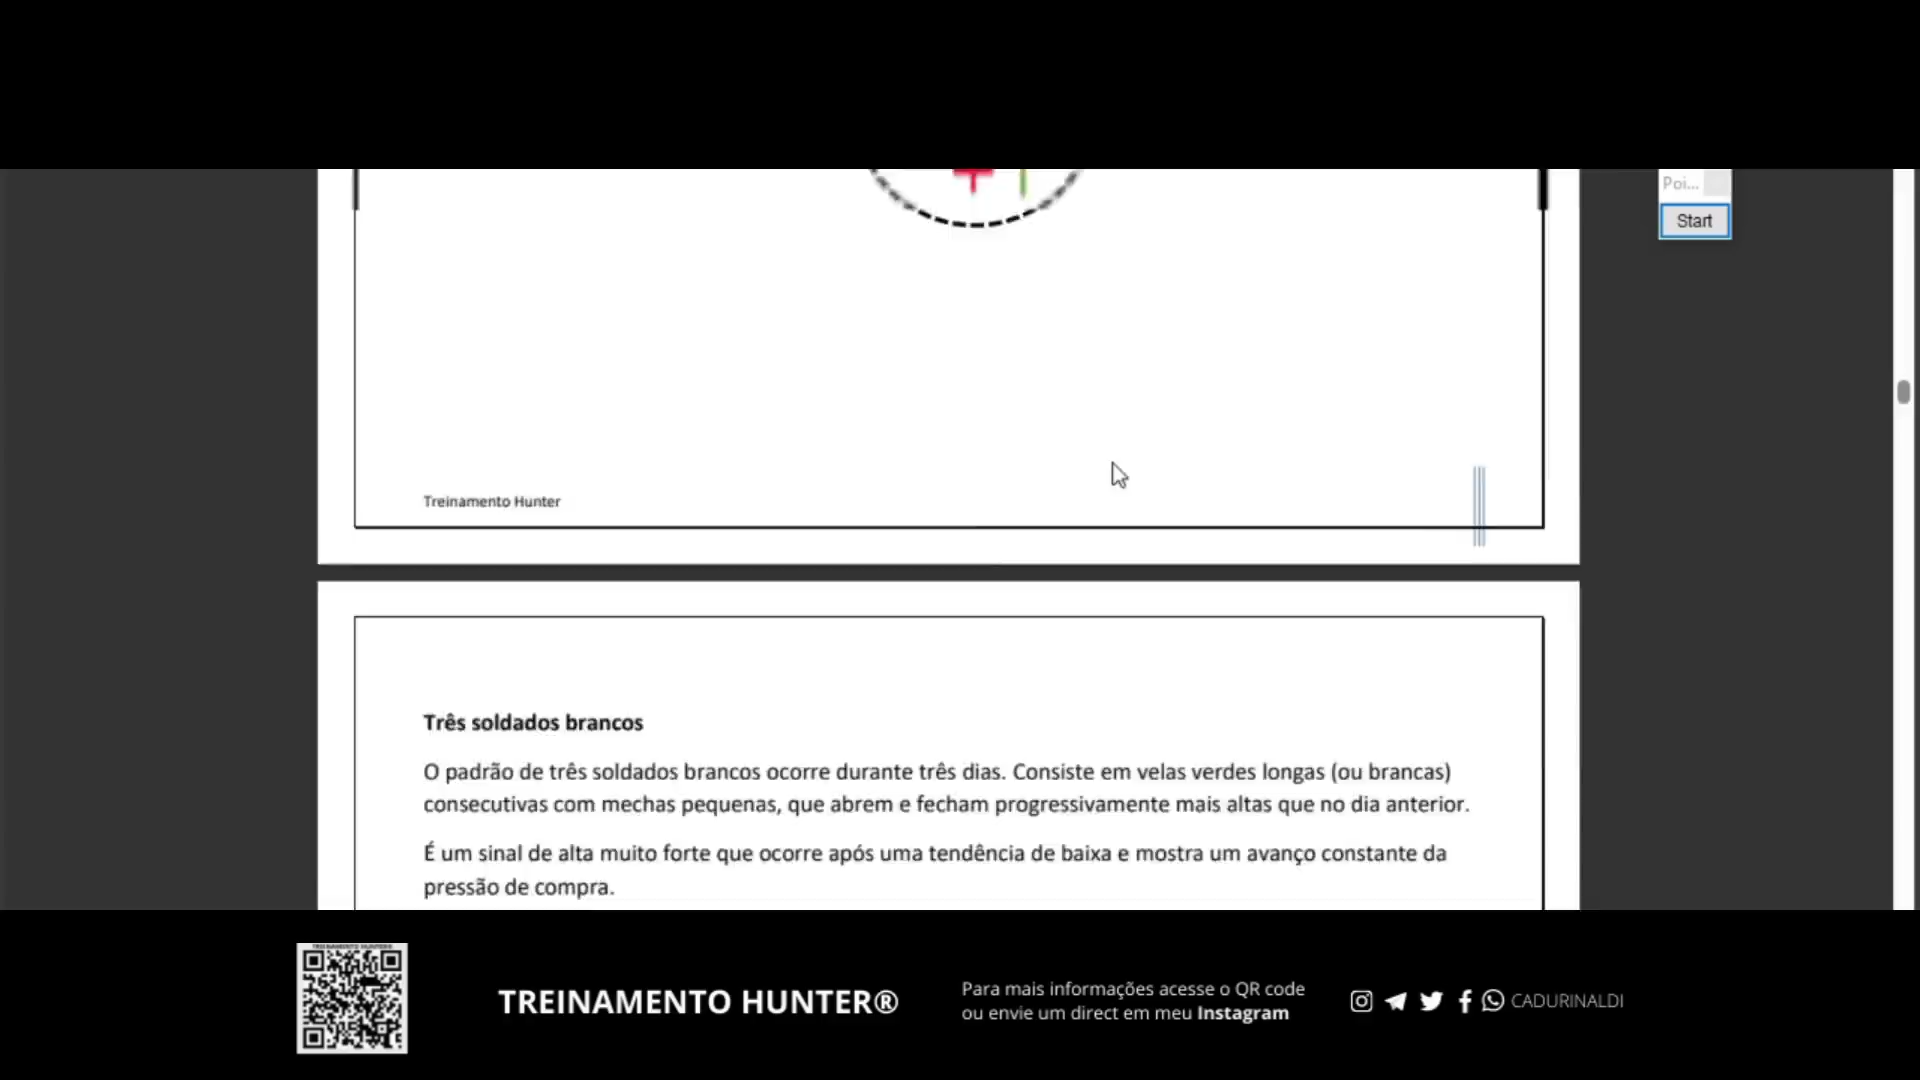 Poi...
Start
Treinamento Hunter
Três soldados brancos
O padrão de três soldados brancos ocorre durante três dias. Consiste em velas verdes longas (ou brancas)
consecutivas com mechas pequenas, que abrem e fecham progressivamente mais altas que no dia anterior.
É um sinal de alta muito forte que ocorre após uma tendência de baixa e mostra um avanço constante da
pressão de compra.
TREINAMENTO HUNTER®
TREINAMENTO HUNTER®
Para mais informações acesse o QR code
ou envie um direct em meu Instagram
CADURINALDI